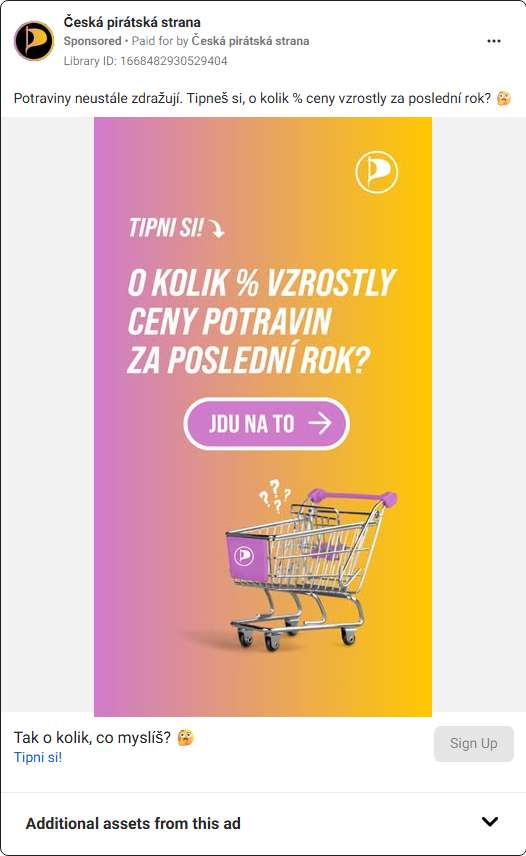 Česká pirátská strana
Sponsored • Paid for by Česká pirátská strana
Library ID: 1668482930529404
Potraviny neustále zdražují. Tipneš si, o kolik % ceny vzrostly za poslední rok? 🤔
TIPNI SI!
O KOLIK % VZROSTLY
CENY POTRAVIN
ZA POSLEDNÍ ROK?
JDU NA TO →
? ? ? ?
Tak o kolik, co myslíš? 🤔
Tipni si!
Sign Up
Additional assets from this ad